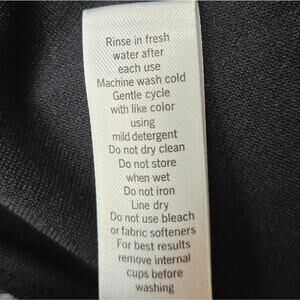 Rinse in fresh
water after
each use
Machine wash cold
Gentle cycle
with like color
using
mild detergent
Do not dry clean
Do not store
when wet
Do not iron
Line dry
Do not use bleach
or fabric softeners
For best results
remove internal
cups before
washing